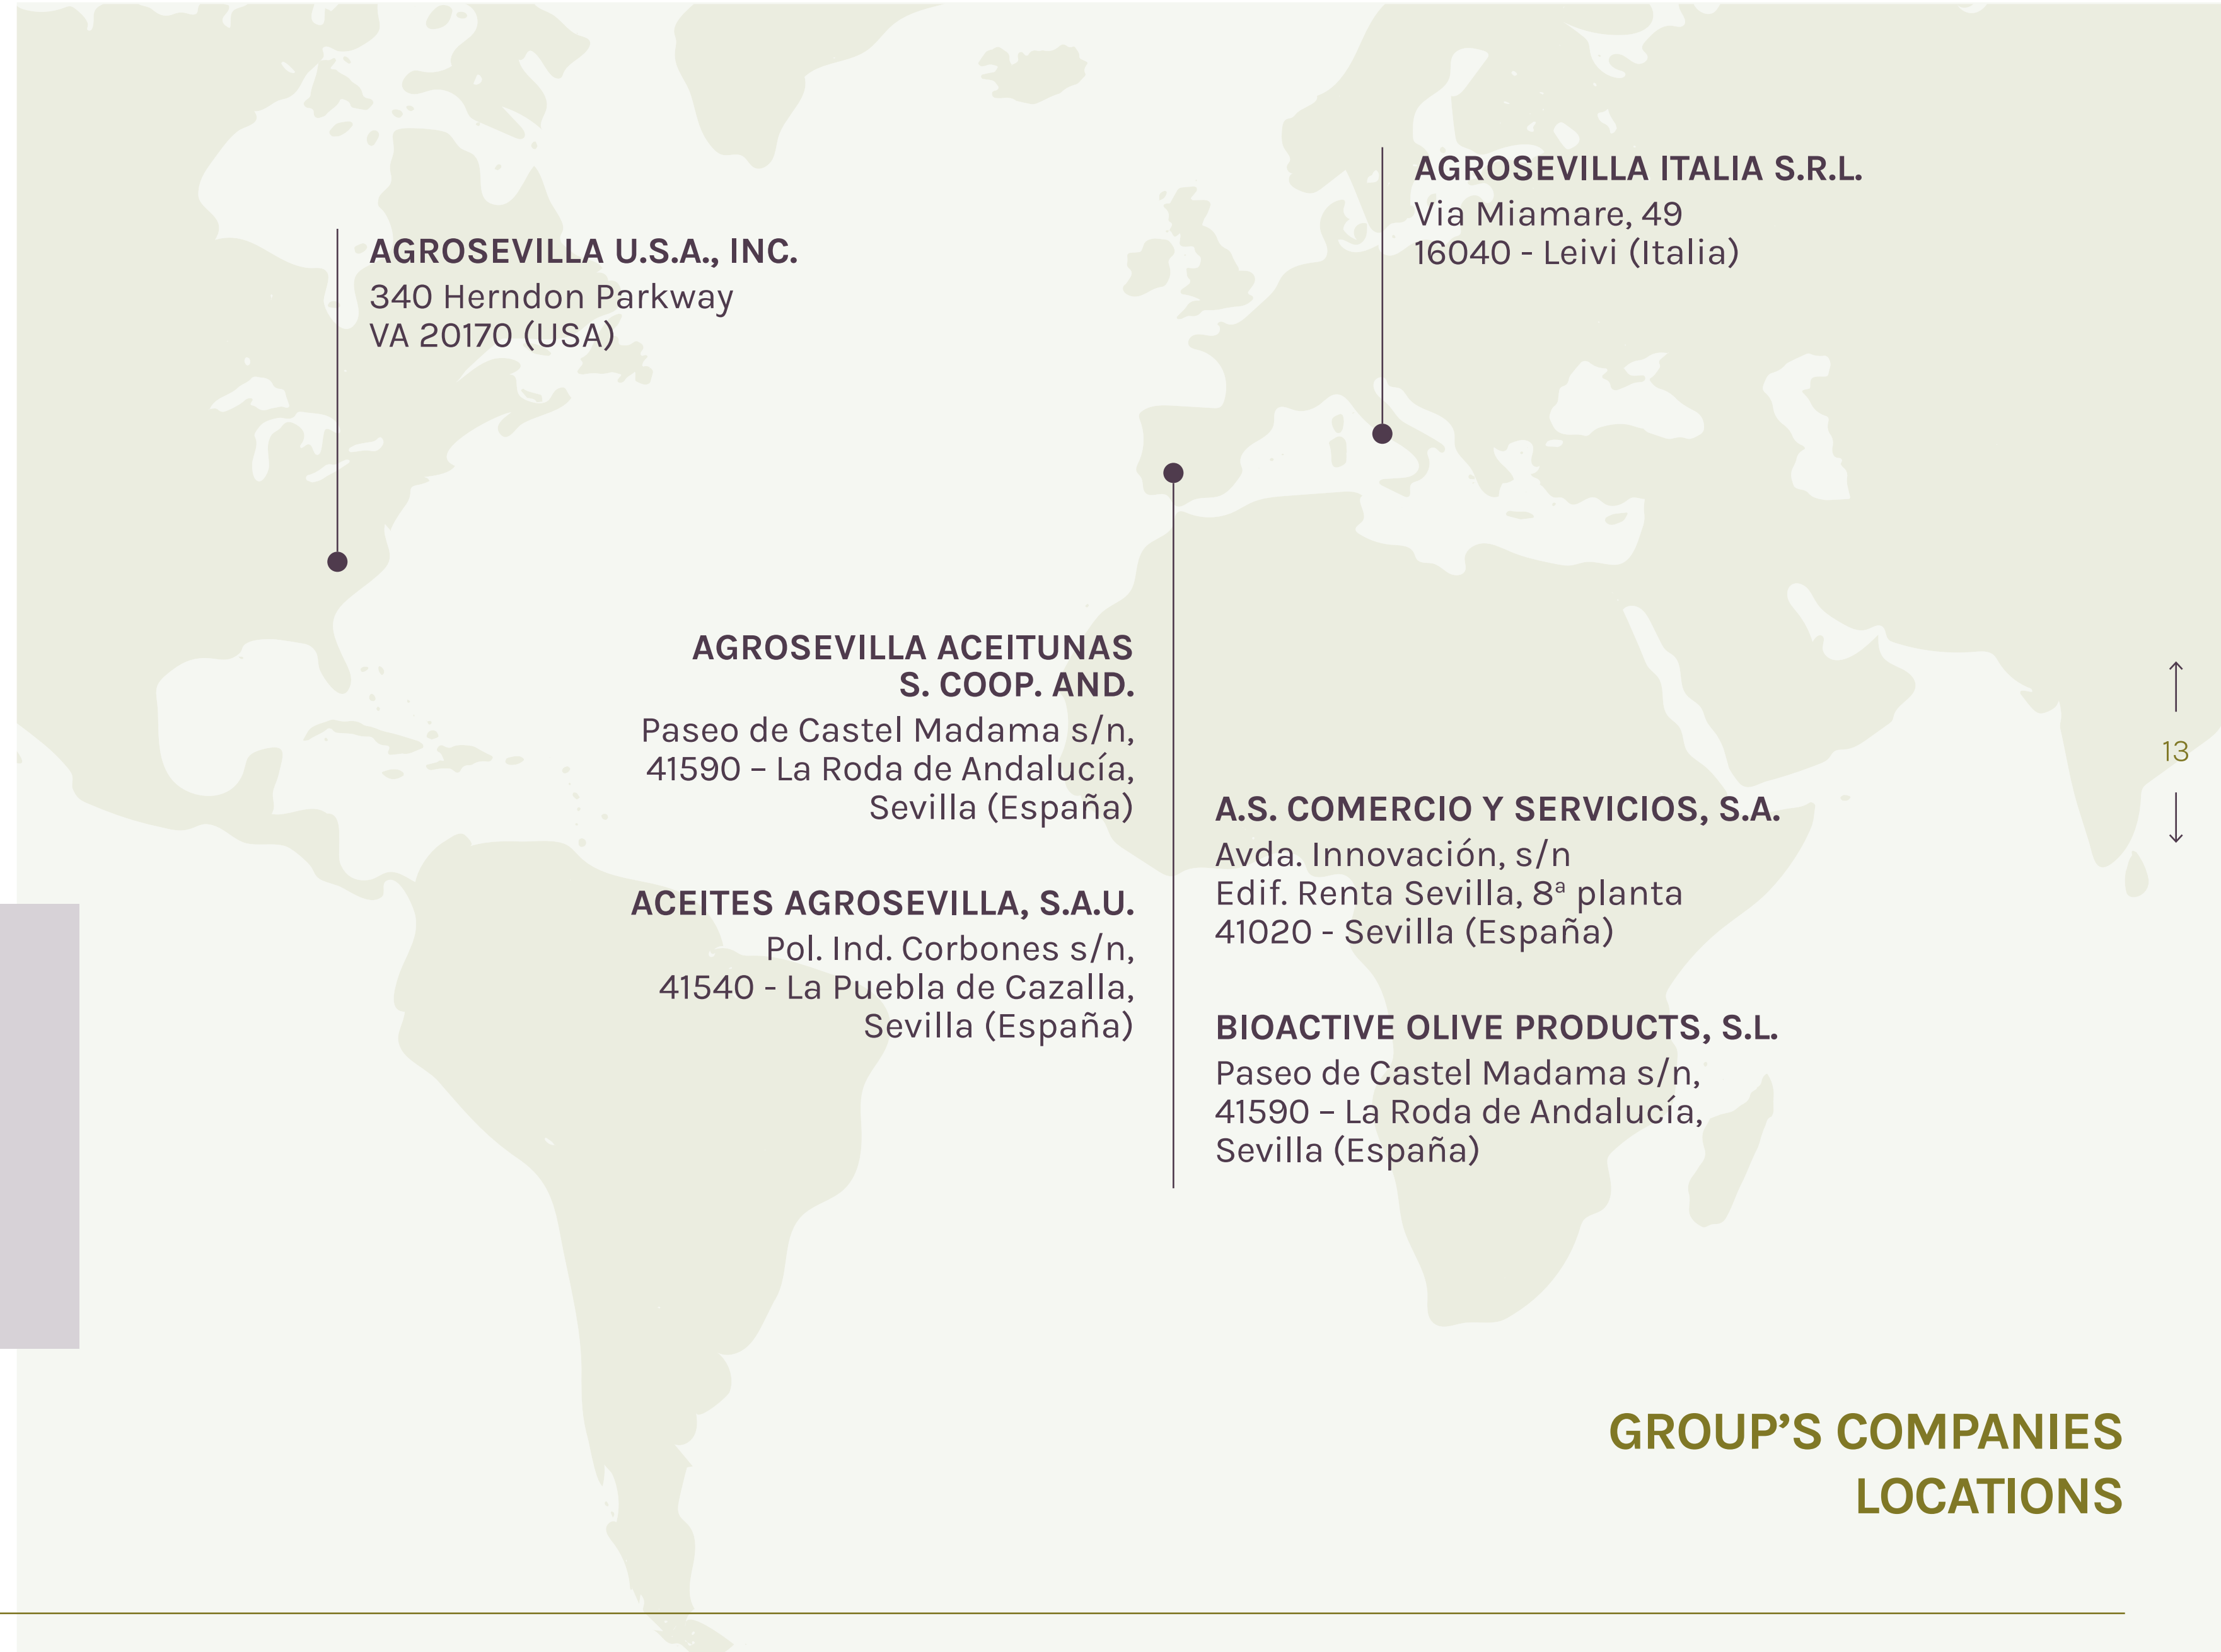 AGROSEVILLA U.S.A., INC.
340 Herndon Parkway
VA 20170 (USA)
AGROSEVILLA ITALIA S.R.L.
Via Miamare, 49
16040 - Leivi (Italia)
AGROSEVILLA ACEITUNAS
S. COOP. AND.
Paseo de Castel Madama s/n,
41590 – La Roda de Andalucía,
Sevilla (España)
ACEITES AGROSEVILLA, S.A.U.
Pol. Ind. Corbones s/n,
41540 - La Puebla de Cazalla,
Sevilla (España)
A.S. COMERCIO Y SERVICIOS, S.A.
Avda. Innovación, s/n
Edif. Renta Sevilla, 8ª planta
41020 - Sevilla (España)
BIOACTIVE OLIVE PRODUCTS, S.L.
Paseo de Castel Madama s/n,
41590 – La Roda de Andalucía,
Sevilla (España)
13
GROUP’S COMPANIES
LOCATIONS